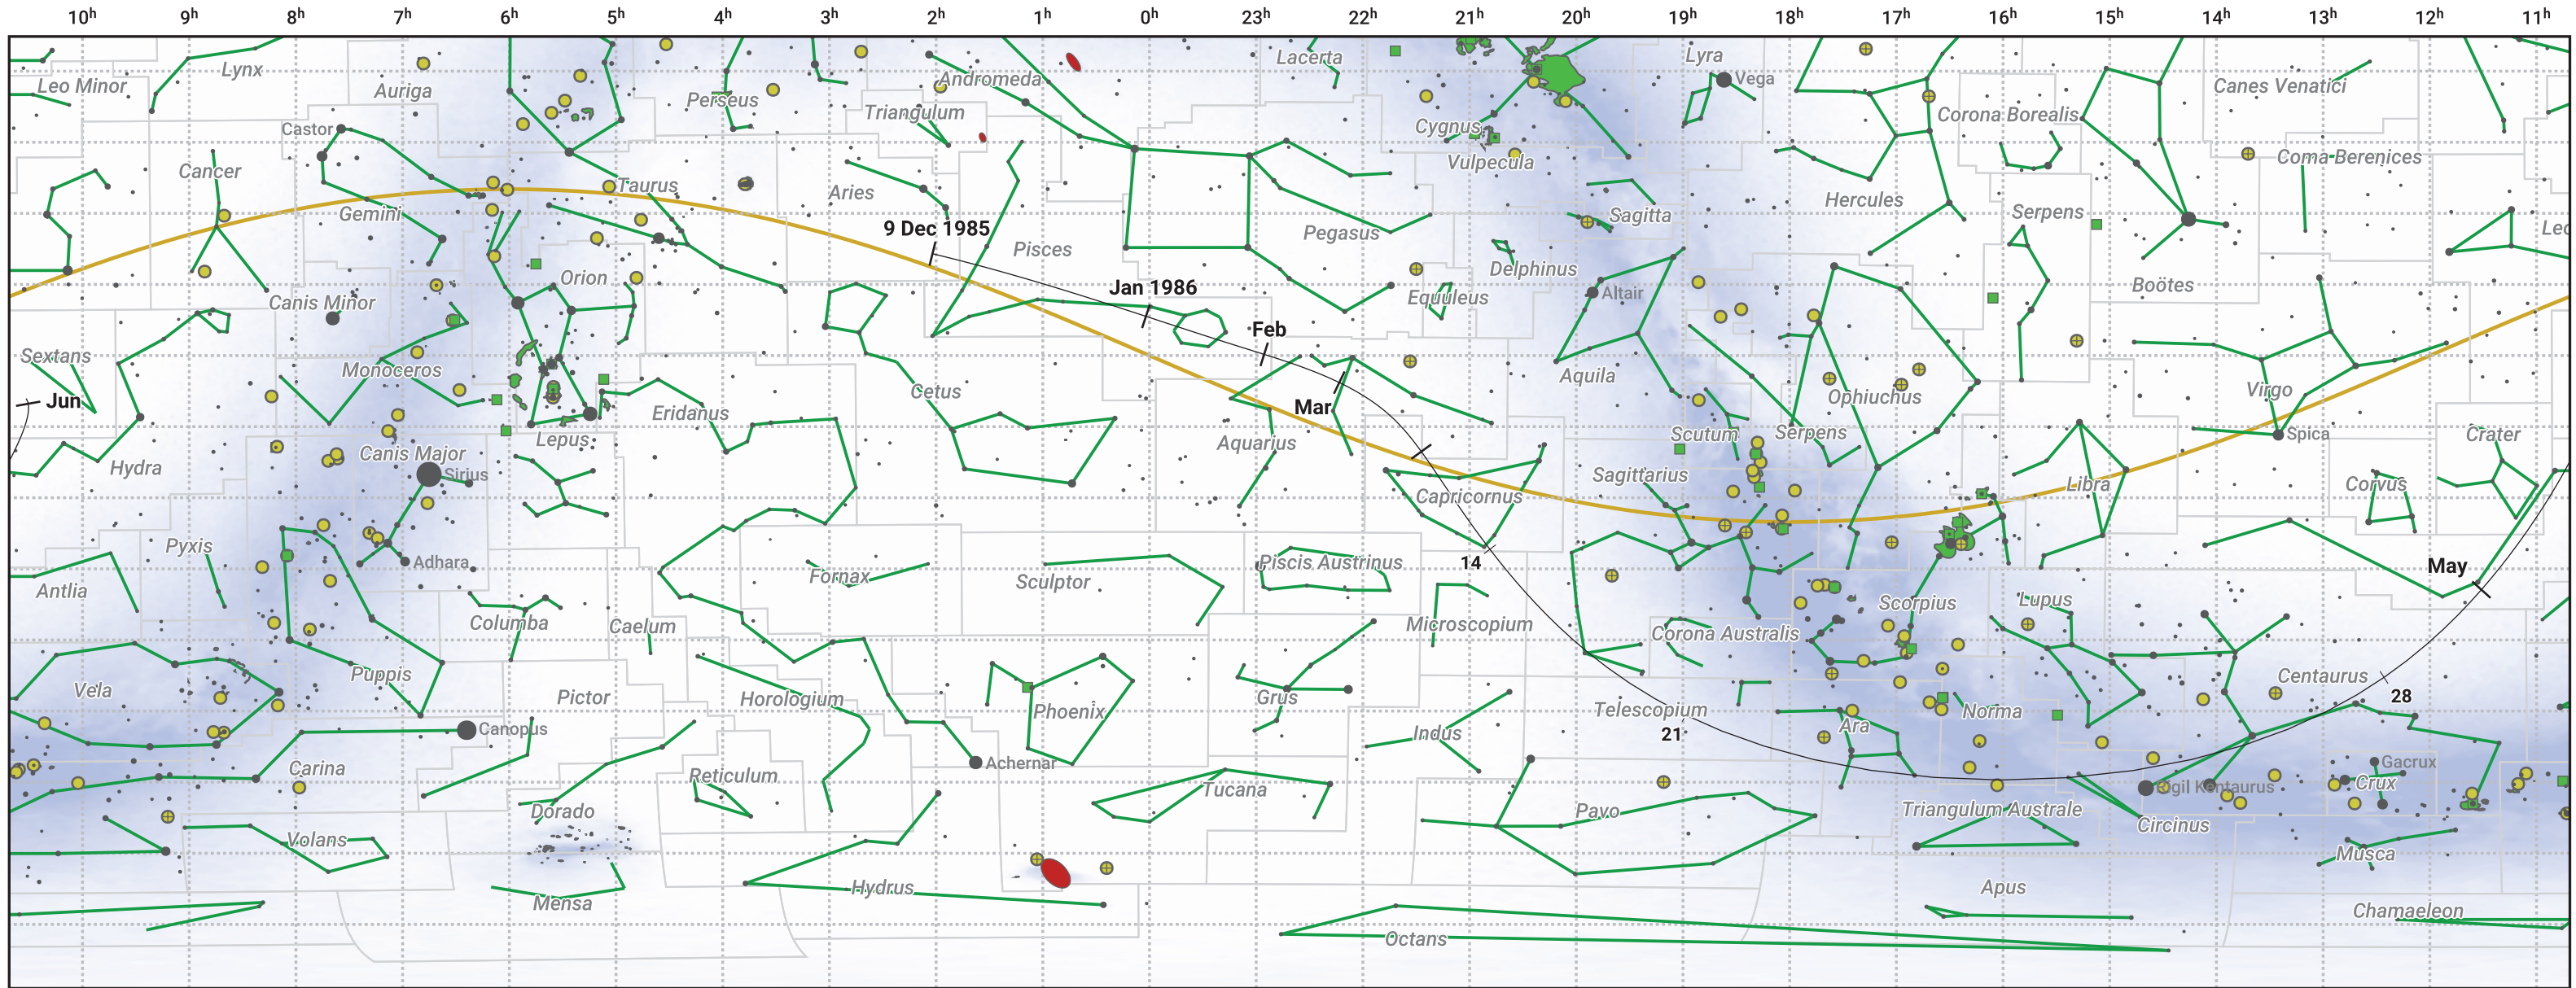 10h 9h 8h 7h 6h 5h 4h 3h 2h 1h 0h 23h 22h 21h 20h 19h 18h 17h 16h 15h 14h 13h 12h 11h
Leo Minor
Lynx
Auriga
Perseus
Andromeda
Triangulum
Lacerta
Cygnus
Vulpecula
Lyra
Vega
Corona Borealis
Canes Venatici
Coma Berenices
Castor
Cancer
Gemini
Taurus
Aries
9 Dec 1985
Pisces
Pegasus
Sagitta
Hercules
Serpens
Leo
Canis Minor
Orion
Jan 1986
Delphinus
Equuleus
Altair
Boötes
Sextans
Monoceros
Feb
Aquila
Ophiuchus
Virgo
Jun
Eridanus
Cetus
Mar
Hydra
Canis Major
Sirius
Lepus
Aquarius
Scutum
Serpens
Spica
Crater
Sagittarius
Capricornus
Libra
Corvus
Pyxis
Adhara
Antlia
Fornax
Sculptor
Piscis Austrinus
14
May
Columba
Caelum
Microscopium
Corona Australis
Scorpius
Lupus
Vela
Puppis
Pictor
Horologium
Phoenix
Grus
Centaurus
28
Telescopium
21
Ara
Norma
Canopus
Indus
Carina
Reticulum
Achernar
Tucana
Gacrux
Rigil Kentaurus
Crux
Dorado
Pavo
Triangulum Australe
Circinus
Volans
Musca
Mensa
Hydrus
Apus
Octans
Chamaeleon